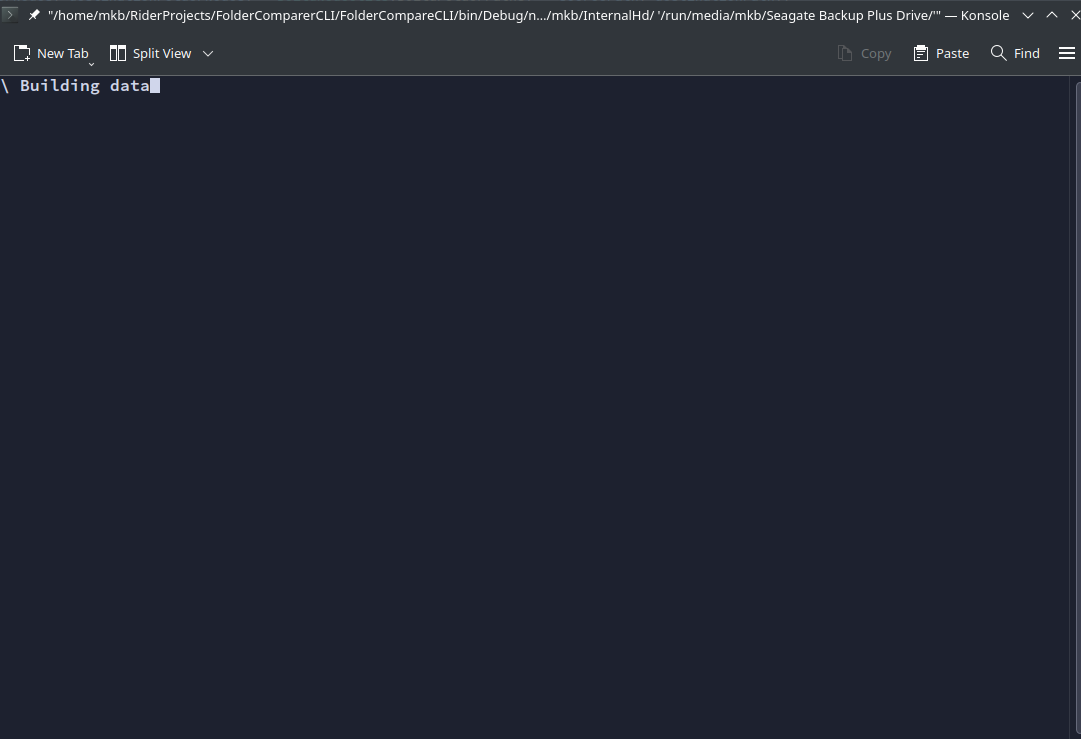 "/home/mkb/RiderProjects/FolderComparerCLI/FolderCompareCLI/bin/Debug/n.../mkb/InternalHd/ '/run/media/mkb/Seagate Backup Plus Drive/'" — Konsole
New Tab Split View Copy Paste Find
\ Building data